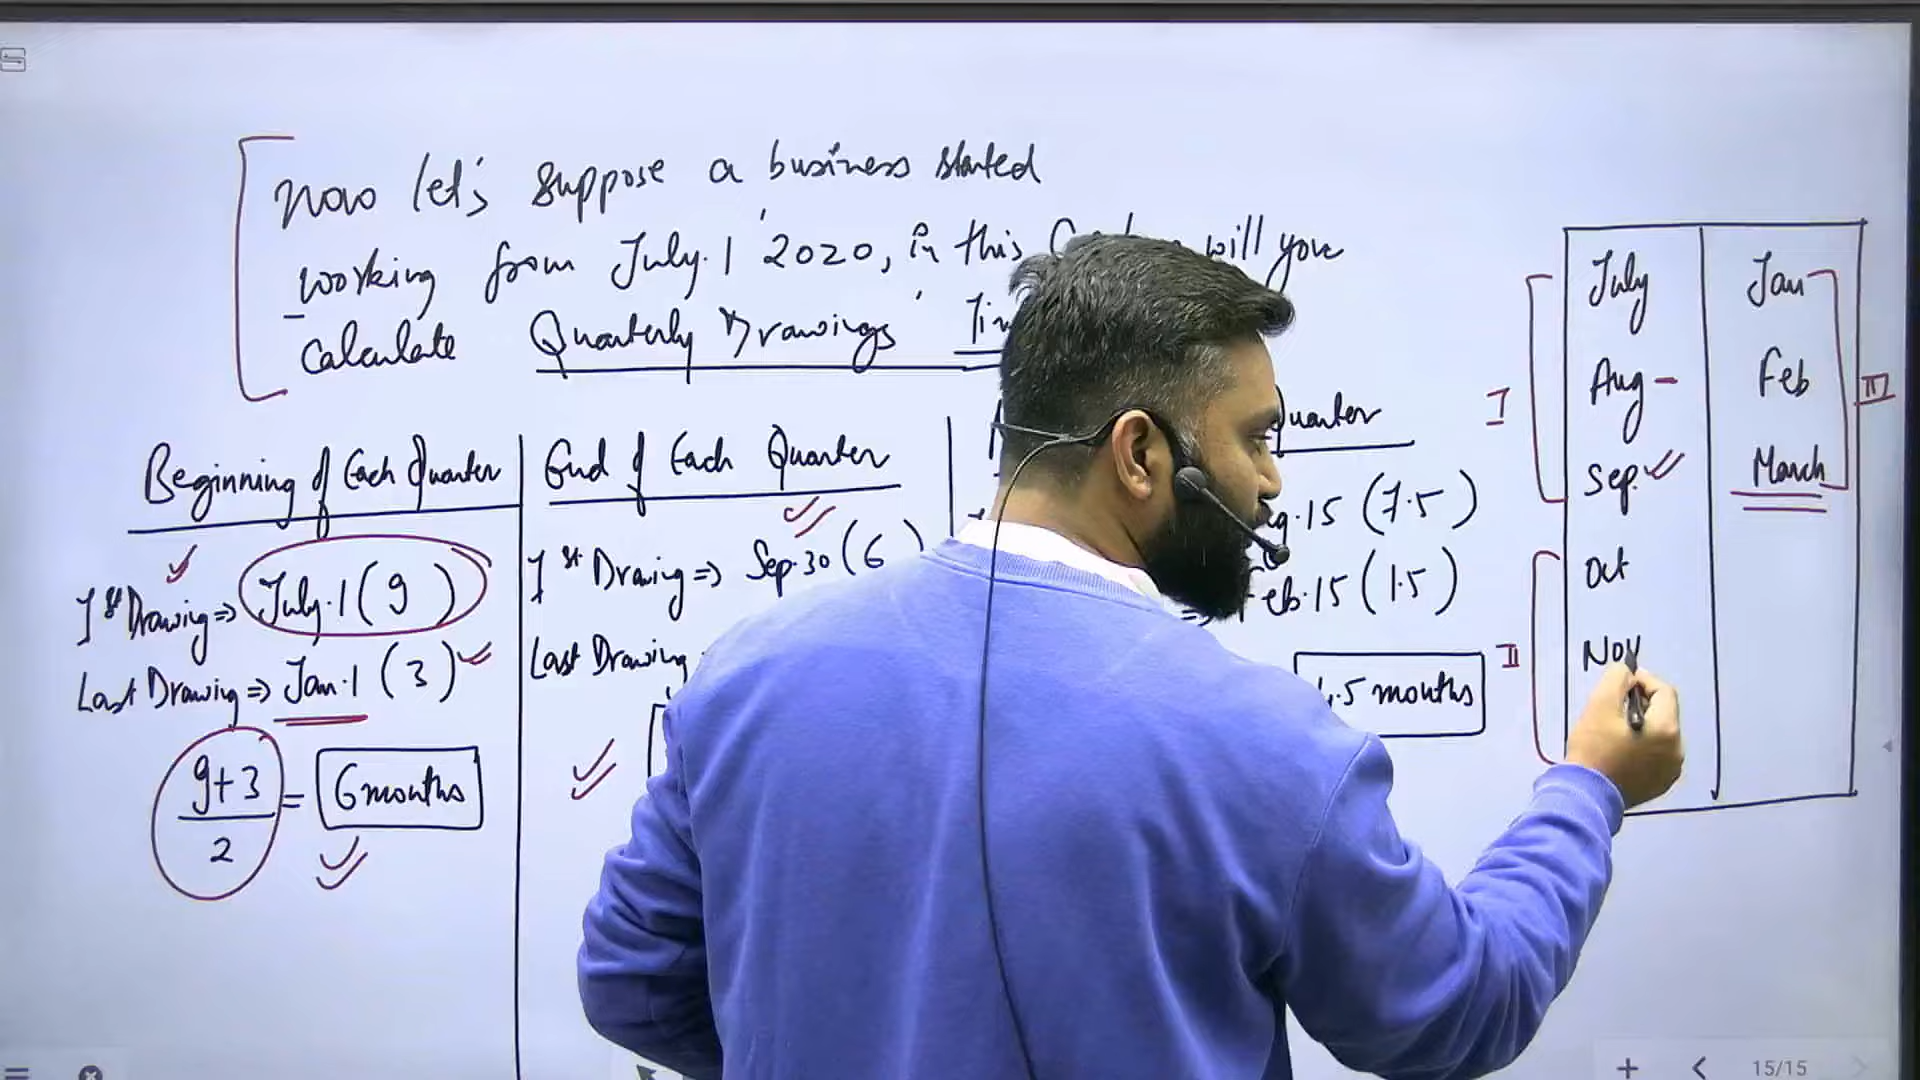 Now let's suppose a business started
working from July.1 2020, in this will you
calculate Quarterly Drawings'
Beginning of Each Quarter
1st Drawing => July.1 (9)
Last Drawing => Jan.1 (3)
9+3
2
= 6 months
End of Each Quarter
1st Drawing => Sep.30 (6
Last Drawing
Quarter
.15 (7.5)
Feb.15 (1.5)
.5 months
I
II
III
July
Aug
Sep.
Oct
Nov
Jan
Feb
March
15/15